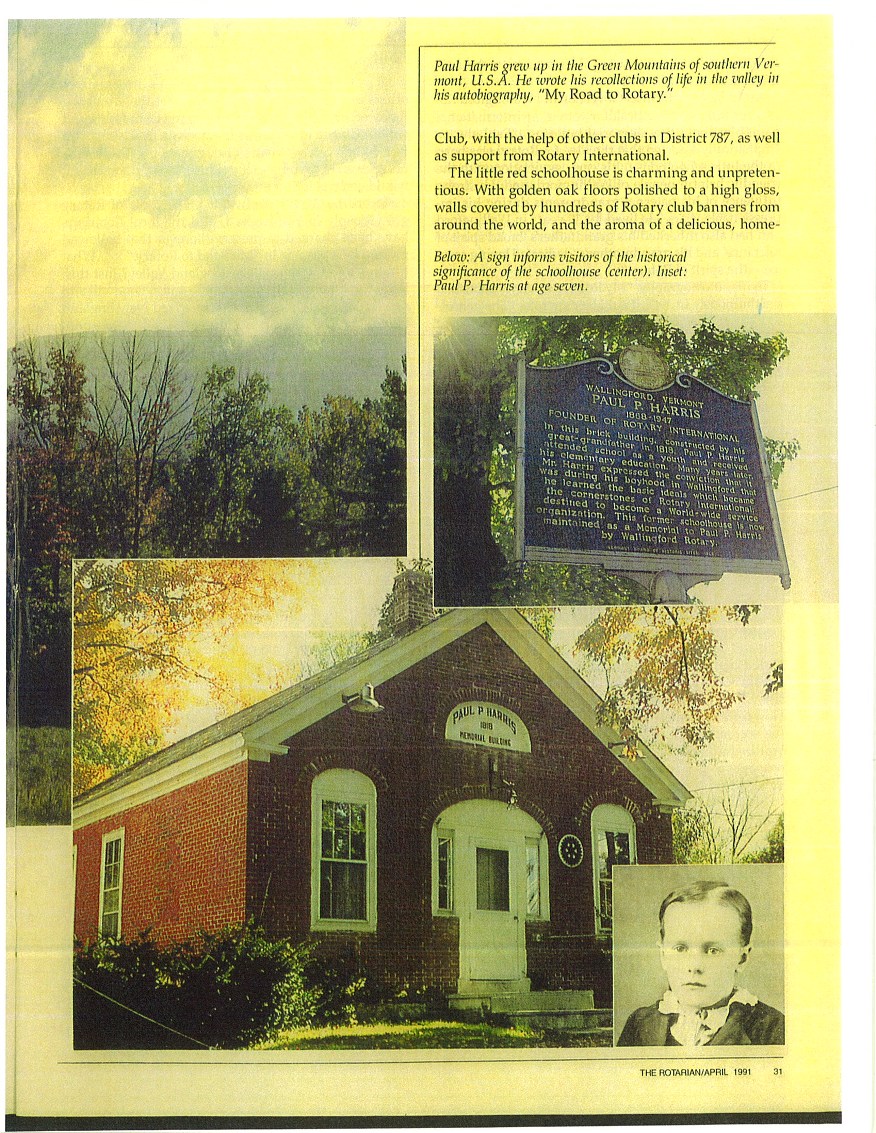 Paul Harris grew up in the Green Mountains of southern Ver-
mont, U.S.A. He wrote his recollections of life in the valley in
his autobiography, "My Road to Rotary."
Club, with the help of other clubs in District 787, as well
as support from Rotary International.
The little red schoolhouse is charming and unpreten-
tious. With golden oak floors polished to a high gloss,
walls covered by hundreds of Rotary club banners from
around the world, and the aroma of a delicious, home-
Below: A sign informs visitors of the historical
significance of the schoolhouse (center). Inset:
Paul P. Harris at age seven.
WALLINGFORD, VERMONT
PAUL P. HARRIS
1868-1947
FOUNDER OF ROTARY INTERNATIONAL
In this brick building, constructed by his
great-grandfather in 1818, Paul P. Harris
attended school as a youth and received
his elementary education. Many years later,
Mr. Harris expressed the conviction that it
was during his boyhood in Wallingford that
he learned the basic ideals which became
the cornerstones of Rotary International;
destined to become a World-wide service
organization. This former schoolhouse is now
maintained as a Memorial to Paul P. Harris
by Wallingford Rotary.
PAUL P HARRIS
1818
MEMORIAL BUILDING
THE ROTARIAN/APRIL 1991 31